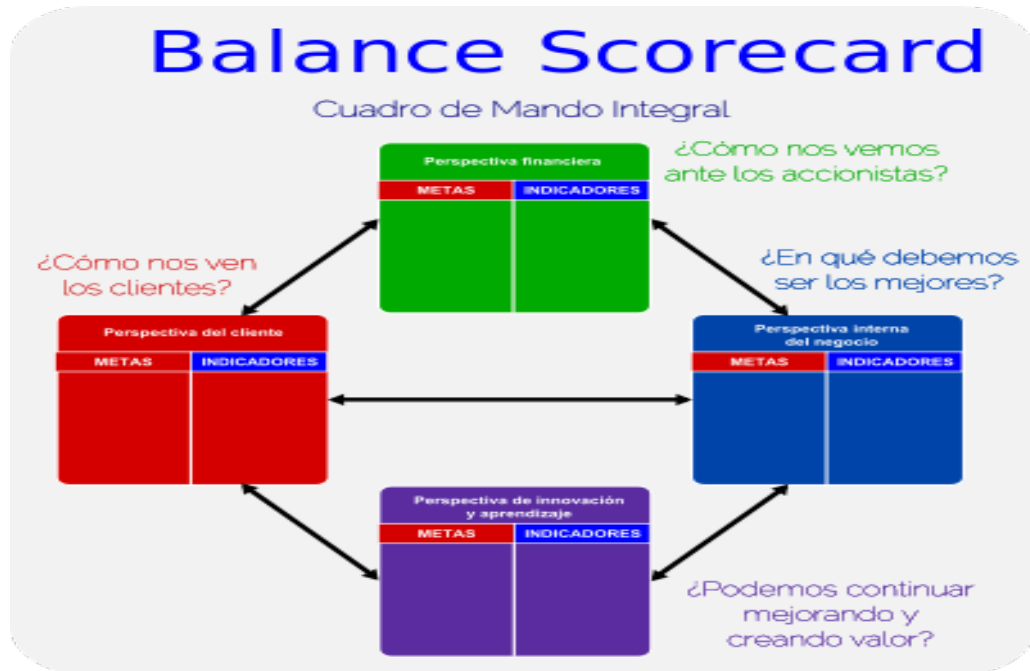 Balance Scorecard
Cuadro de Mando Integral
Perspectiva financiera
METAS
INDICADORES
¿Cómo nos vemos
ante los accionistas?
¿Cómo nos ven
los clientes?
¿En qué debemos
ser los mejores?
Perspectiva del cliente
METAS
INDICADORES
Perspectiva interna
del negocio
METAS
INDICADORES
Perspectiva de innovación
y aprendizaje
METAS
INDICADORES
¿Podemos continuar
mejorando y
creando valor?